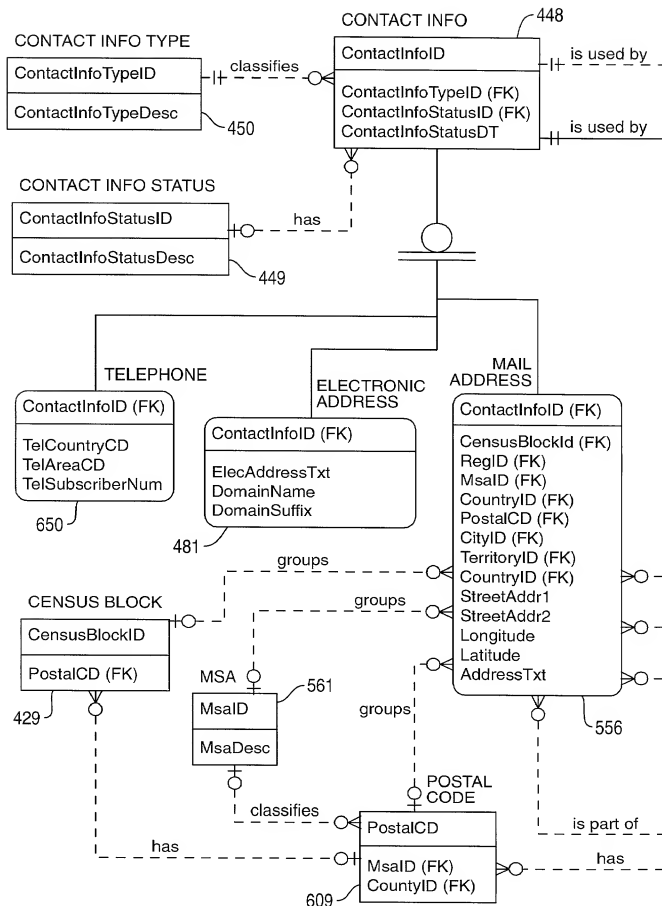 448
CONTACT INFO
CONTACT INFO TYPE
ContactInfoID
is used by
classifies
ContactInfoTypeID
ContactInfoTypeID (FK)
ContactInfoStatusID (FK)
ContactInfoStatusDT
ContactInfoTypeDesc
is used by
450
CONTACT INFO STATUS
ContactInfoStatusID
has
ContactInfoStatusDesc
449
TELEPHONE
ELECTRONIC
ADDRESS
MAIL
ADDRESS
ContactInfoID (FK)
TelCountryCD
TelAreaCD
TelSubscriberNum
650
ContactInfoID (FK)
ElecAddressTxt
DomainName
DomainSuffix
481
ContactInfoID (FK)
CensusBlockId (FK)
RegID (FK)
MsaID (FK)
CountryID (FK)
PostalCD (FK)
CityID (FK)
TerritoryID (FK)
CountryID (FK)
StreetAddr1
StreetAddr2
Longitude
Latitude
AddressTxt
556
groups
groups
groups
CENSUS BLOCK
CensusBlockID
PostalCD (FK)
429
MSA
561
MsaID
MsaDesc
classifies
has
POSTAL
CODE
PostalCD
MsaID (FK)
CountyID (FK)
609
is part of
has